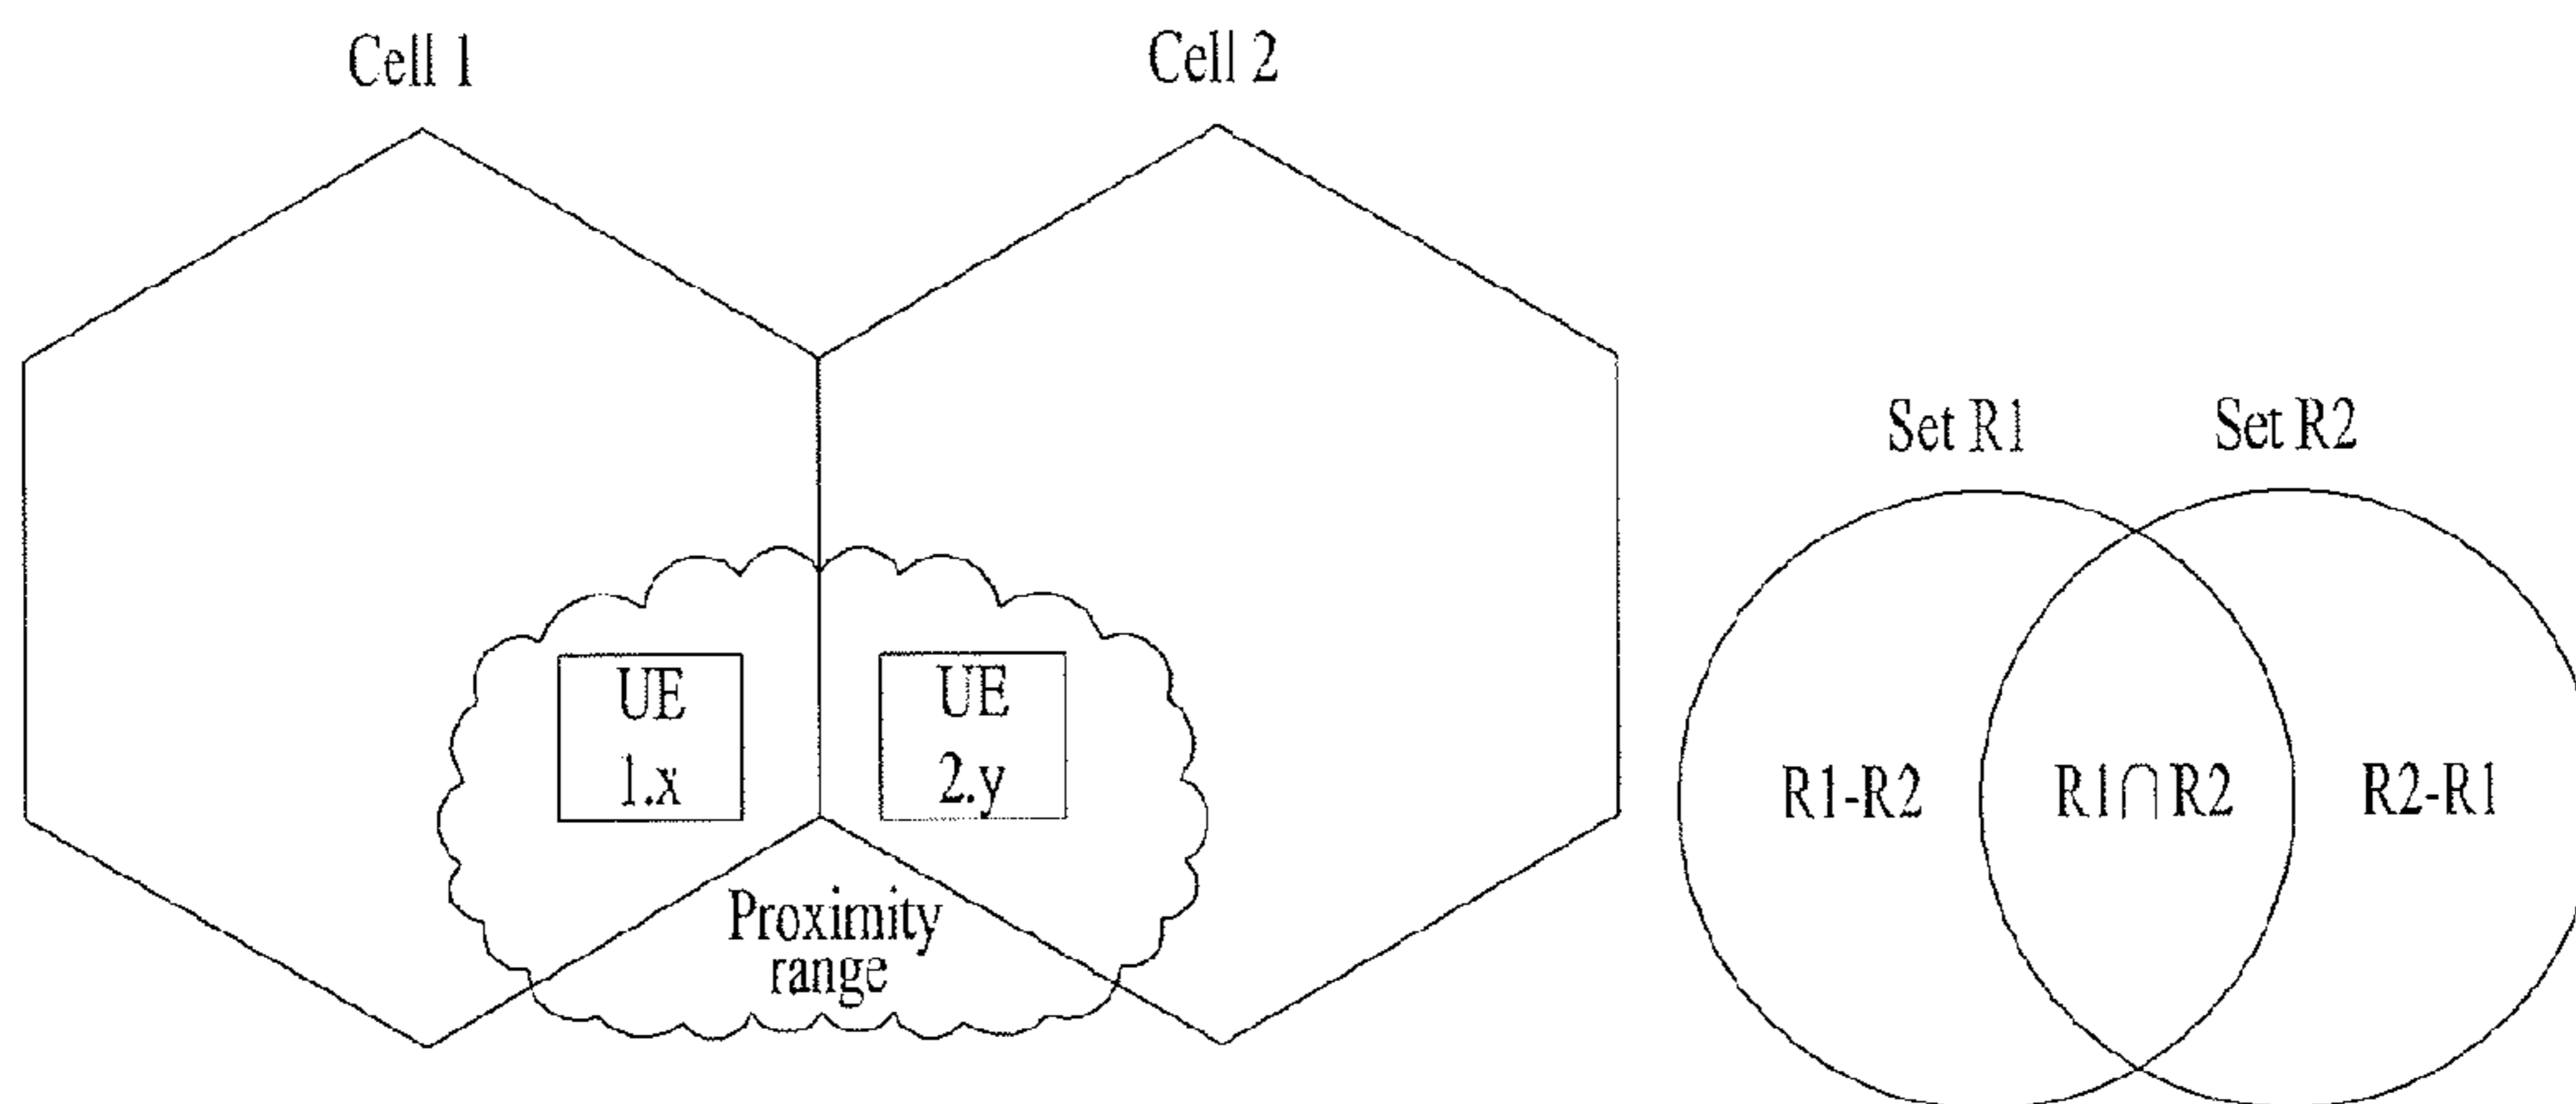 Cell 1
Cell 2
Set R1
Set R2
UE
1.x
UE
2.y
R1-R2
R1∩R2
R2-R1
Proximity
range